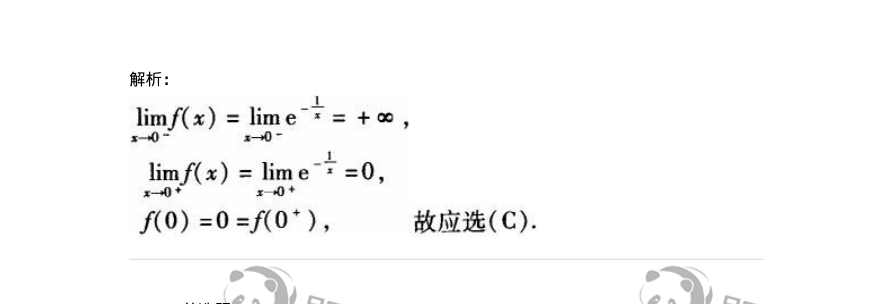 解析：
lim_{x→0⁻} f(x) = lim_{x→0⁻} e^{-1/x} = +∞ ,
lim_{x→0⁺} f(x) = lim_{x→0⁺} e^{-1/x} =0,
f(0) =0 =f(0⁺),　　故应选(C).